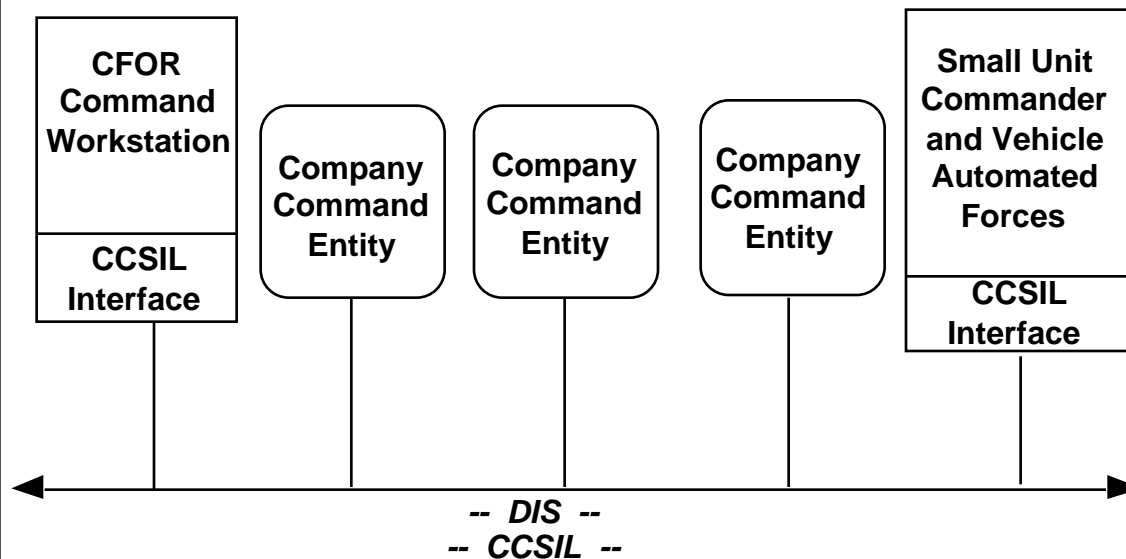 CFOR
Command
Workstation
CCSIL
Interface
Company
Command
Entity
Company
Command
Entity
Company
Command
Entity
Small Unit
Commander
and Vehicle
Automated
Forces
CCSIL
Interface
-- DIS --
-- CCSIL --